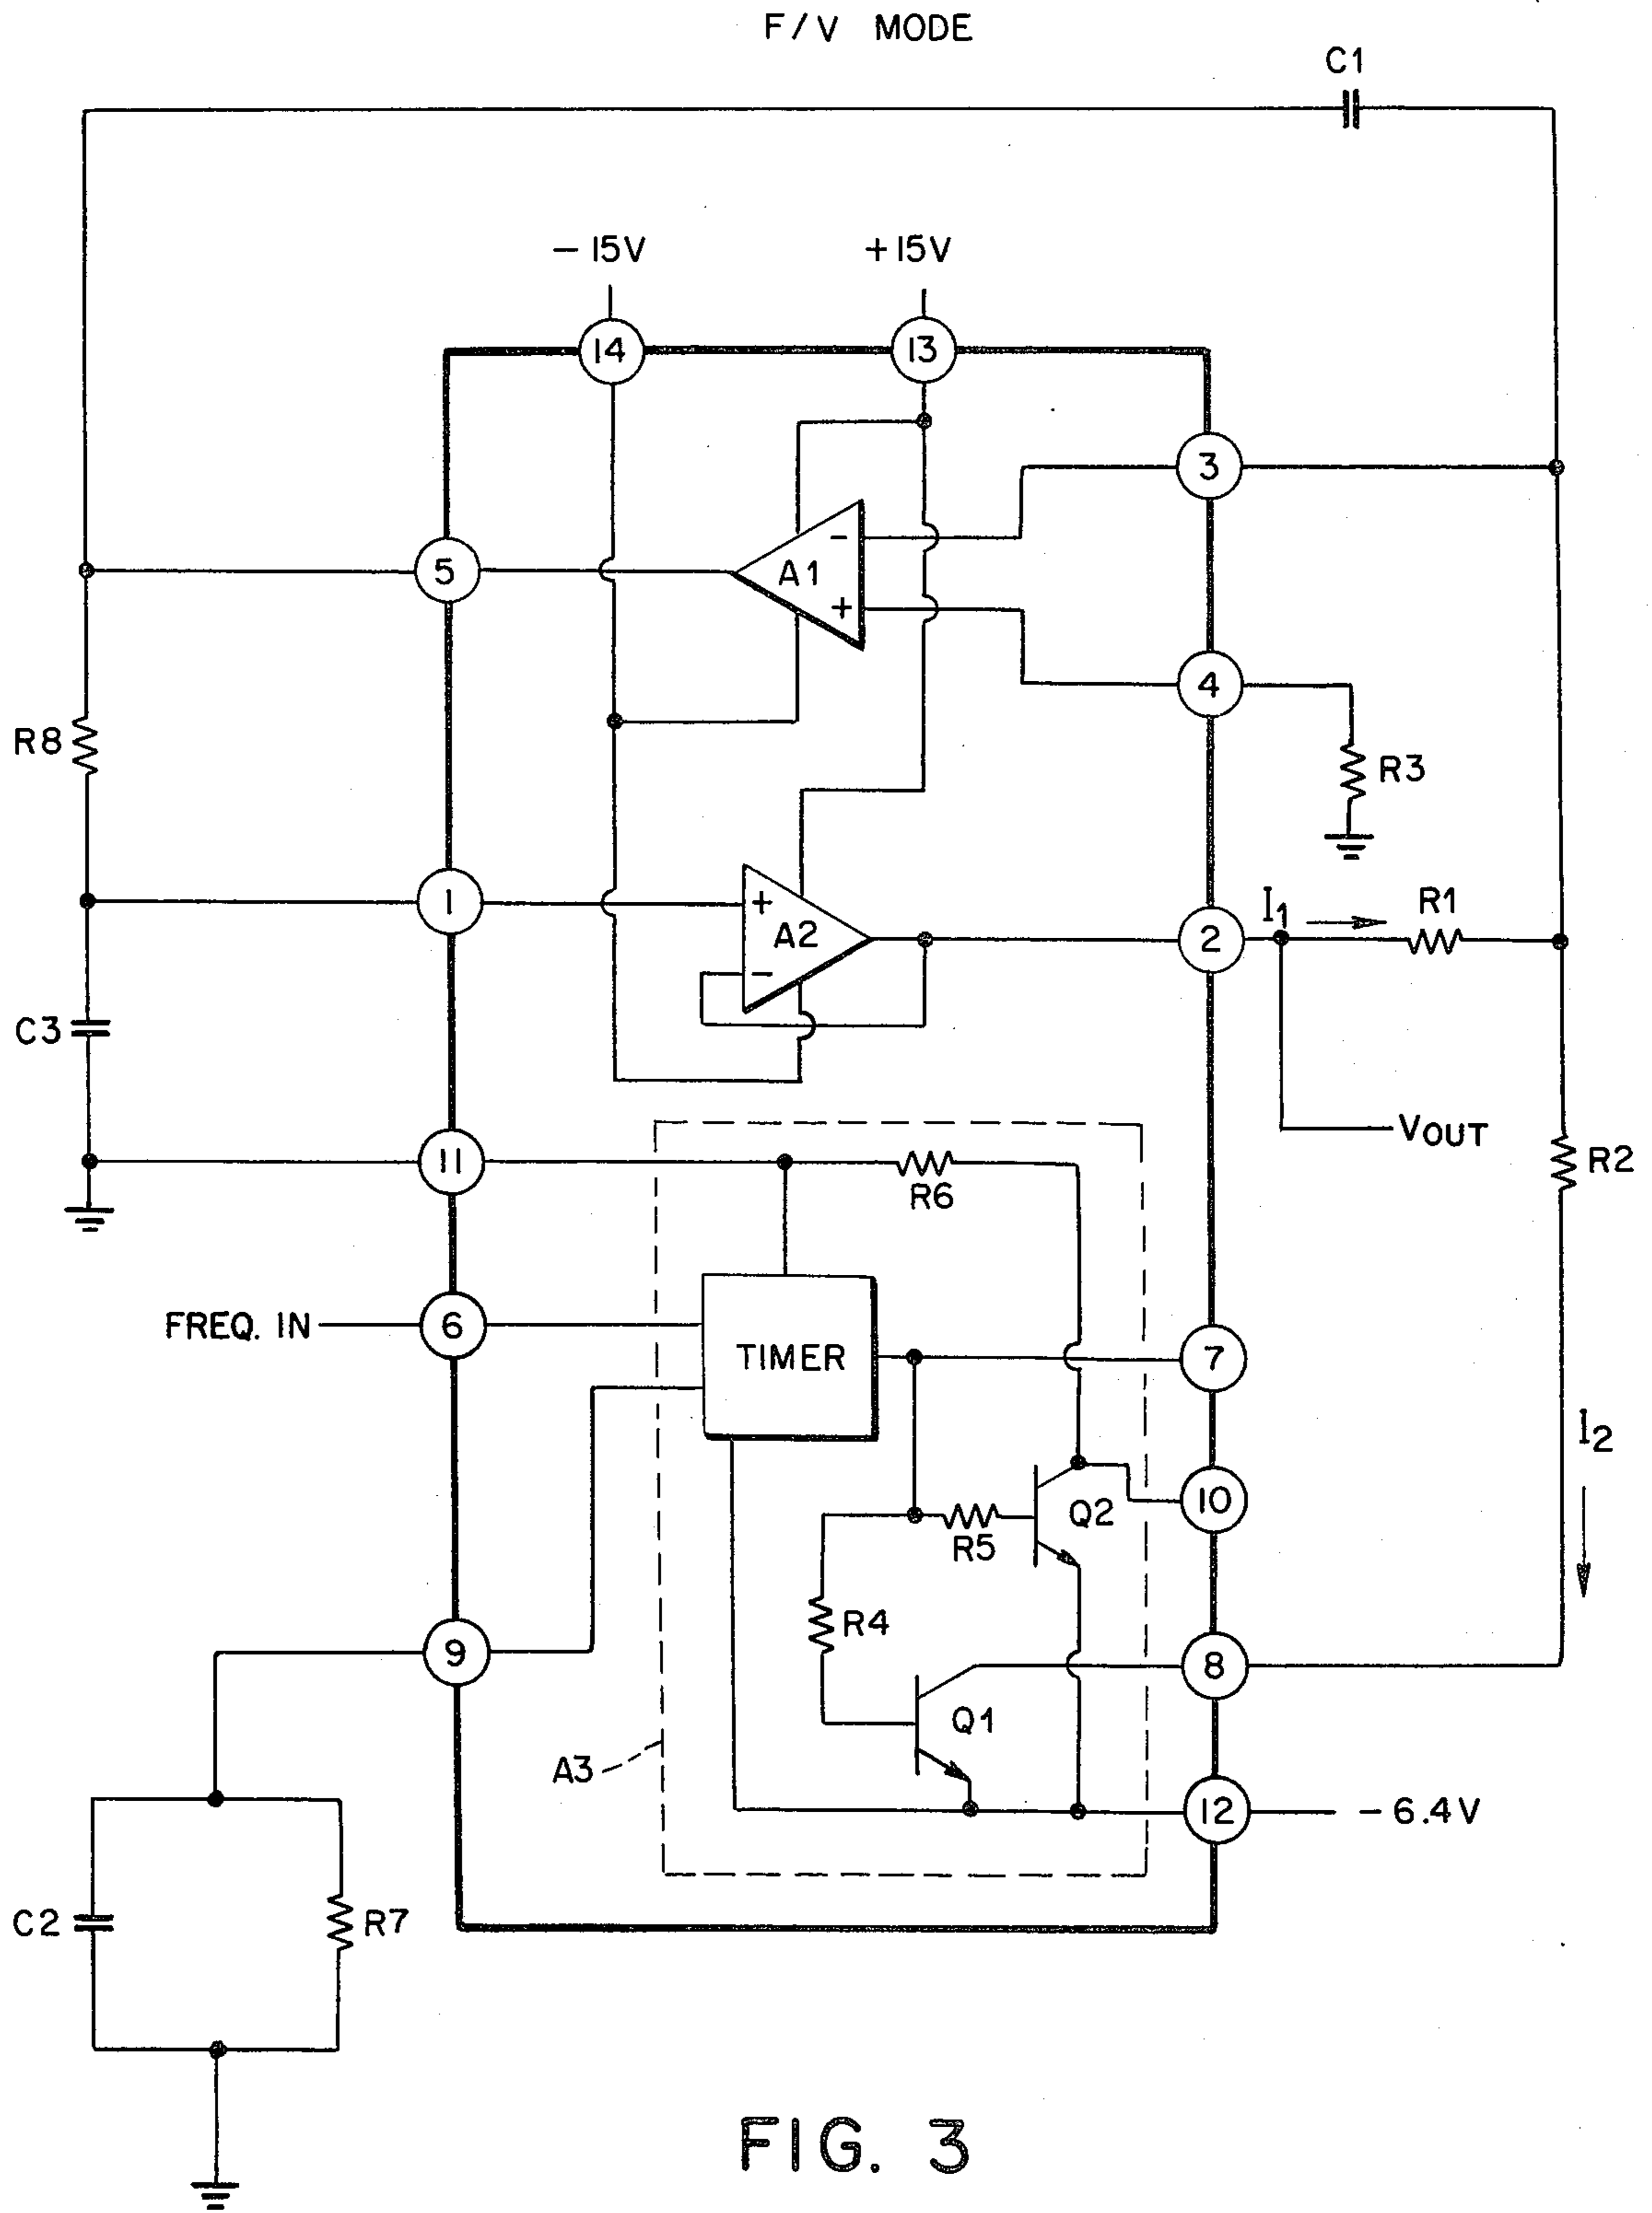 F/V MODE
C1
-15V
+15V
14
13
3
-
A1
+
5
4
R8
R3
1
+
A2
-
2
I1
R1
C3
VOUT
11
R6
R2
FREQ. IN
6
TIMER
7
I2
10
Q2
R5
R4
9
8
Q1
A3
12
-6.4V
C2
R7
FIG. 3